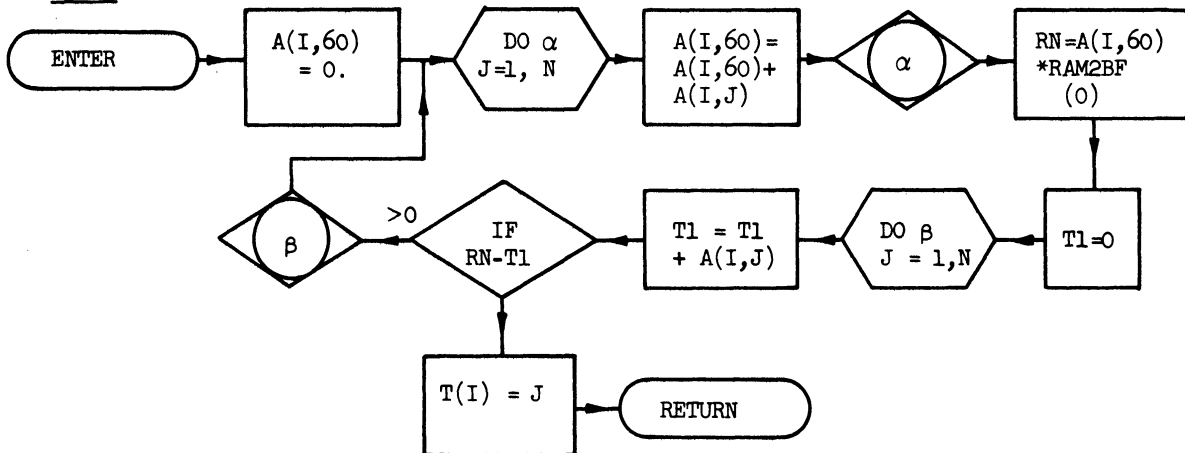 ENTER
A(I,60)
= 0.
DO α
J=1, N
A(I,60)=
A(I,60)+
A(I,J)
α
RN=A(I,60)
*RAM2BF
(0)
T1=0
DO β
J = 1,N
T1 = T1
+ A(I,J)
IF
RN-T1
>0
β
T(I) = J
RETURN